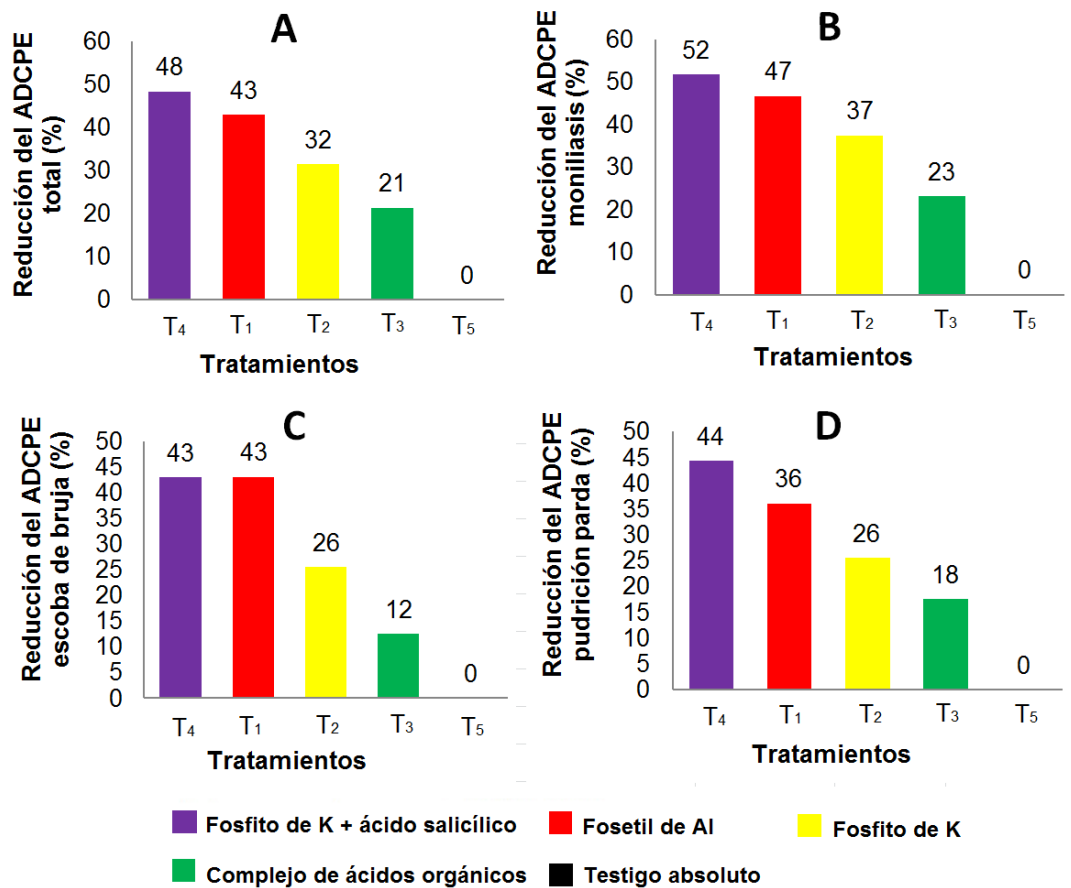 A
Reducción del ADCPE
total (%)
60
50
40
30
20
10
0
48
43
32
21
0
T4
T1
T2
T3
T5
Tratamientos
B
Reducción del ADCPE
moniliasis (%)
60
50
40
30
20
10
0
52
47
37
23
0
T4
T1
T2
T3
T5
Tratamientos
C
Reducción del ADCPE
escoba de bruja (%)
50
45
40
35
30
25
20
15
10
5
0
43
43
26
12
0
T4
T1
T2
T3
T5
Tratamientos
D
Reducción del ADCPE
pudrición parda (%)
50
45
40
35
30
25
20
15
10
5
0
44
36
26
18
0
T4
T1
T2
T3
T5
Tratamientos
Fosfito de K + ácido salicílico
Fosetil de Al
Fosfito de K
Complejo de ácidos orgánicos
Testigo absoluto